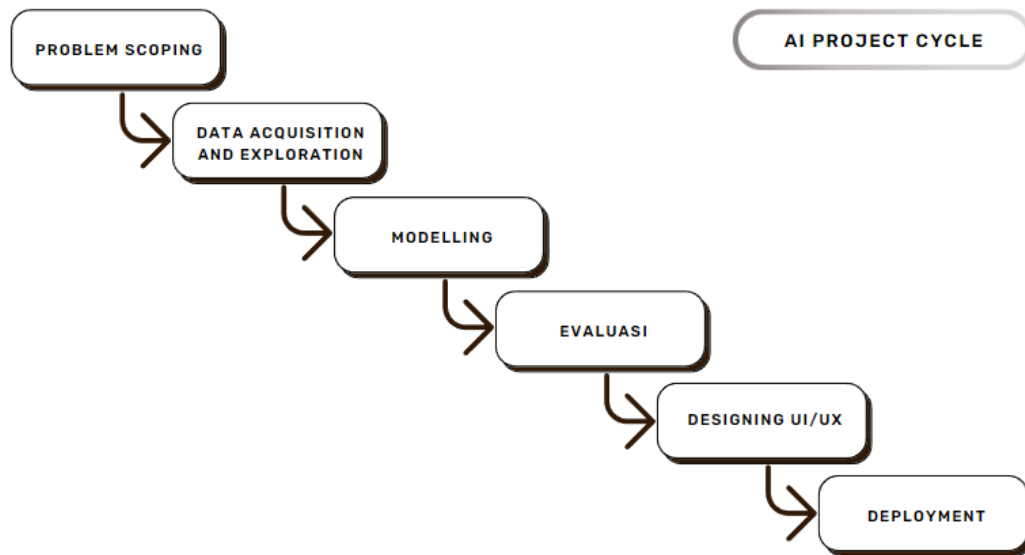 AI PROJECT CYCLE
PROBLEM SCOPING
DATA ACQUISITION
AND EXPLORATION
MODELLING
EVALUASI
DESIGNING UI/UX
DEPLOYMENT